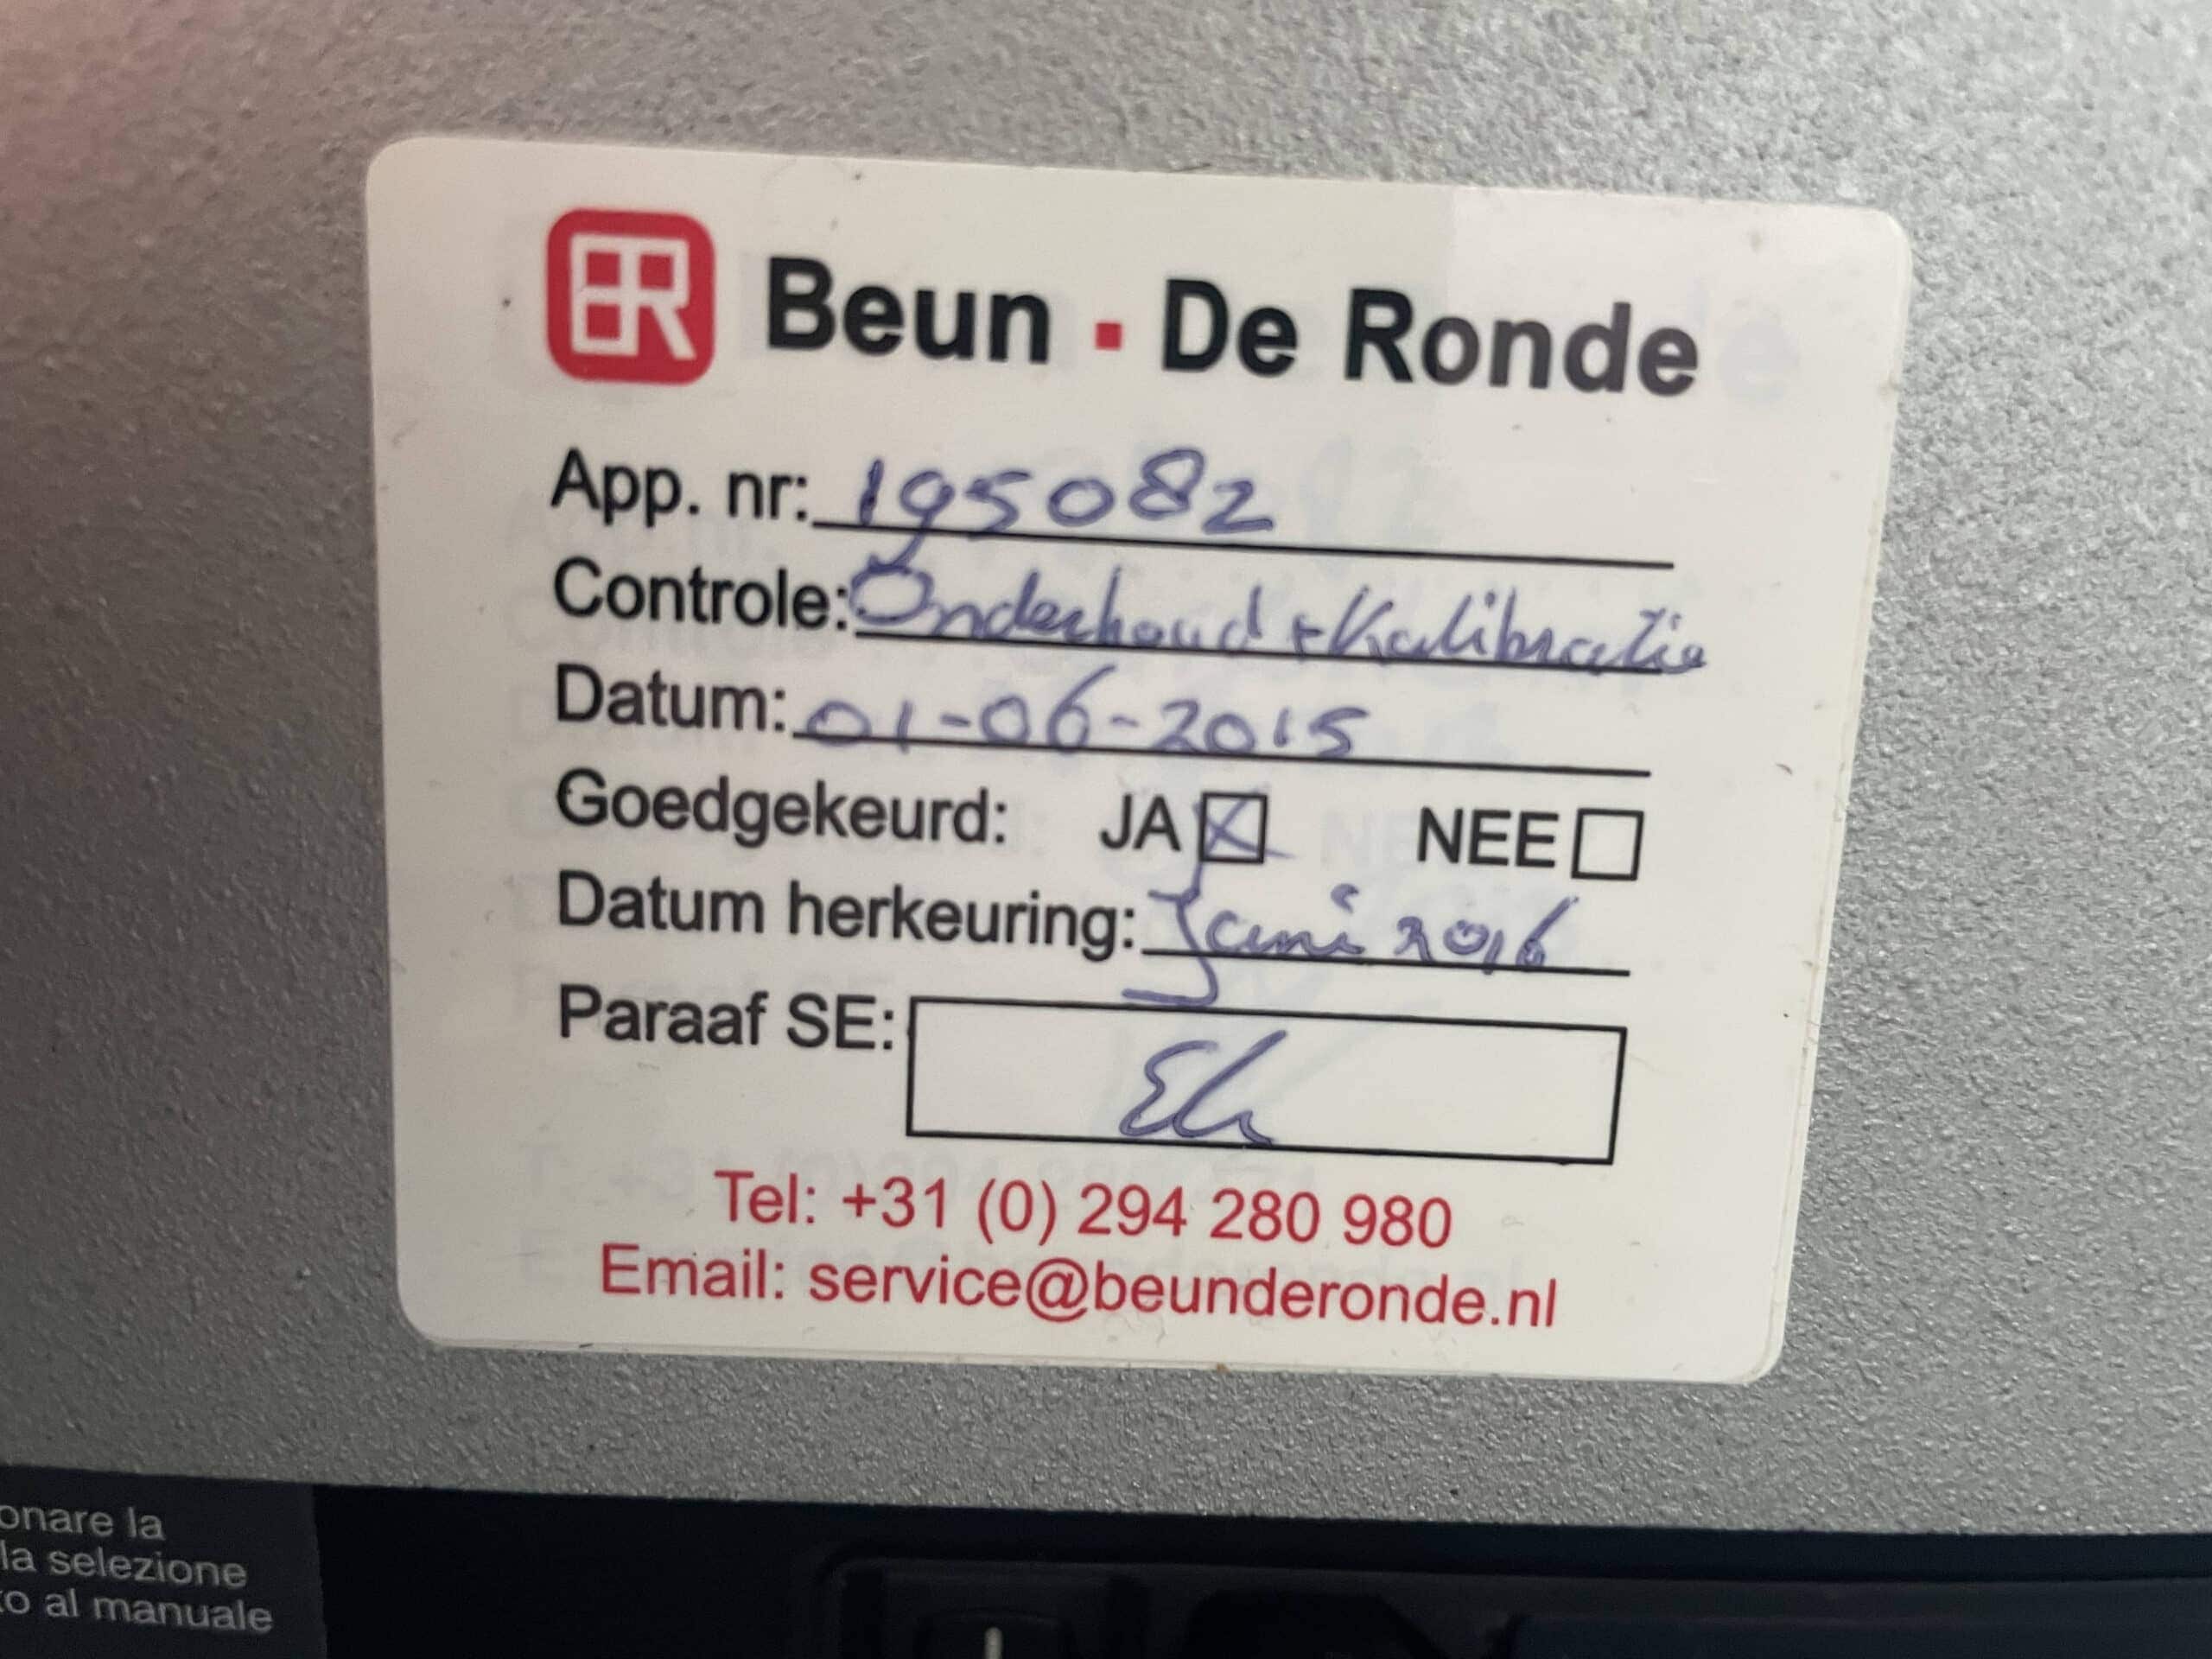 BR Beun · De Ronde
App. nr: 195082
Controle: Onderhoud + Kalibratie
Datum: 01-06-2015
Goedgekeurd: JA ☒ NEE ☐
Datum herkeuring: Juni 2016
Paraaf SE:
Tel: +31 (0) 294 280 980
Email: service@beunderonde.nl
onare la
la selezione
al manuale